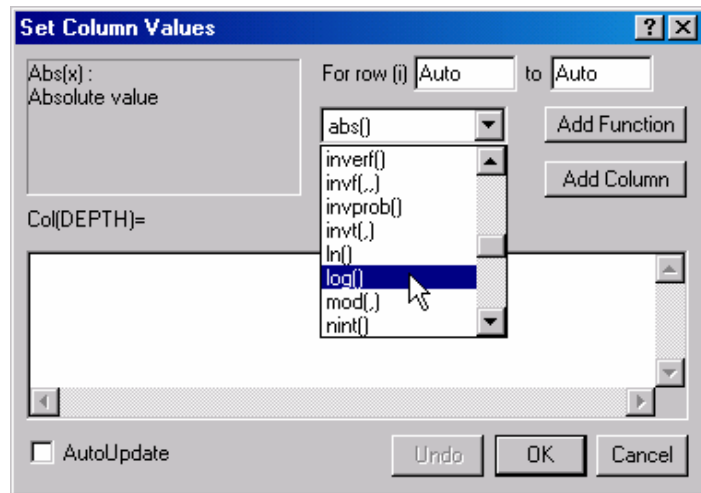 Set Column Values
Abs(x) :
Absolute value
For row (i) Auto to Auto
abs()
Add Function
inverf()
invf(,,)
invprob()
invt(,)
ln()
log()
mod(,)
nint()
Add Column
Col(DEPTH)=
AutoUpdate
Undo
OK
Cancel